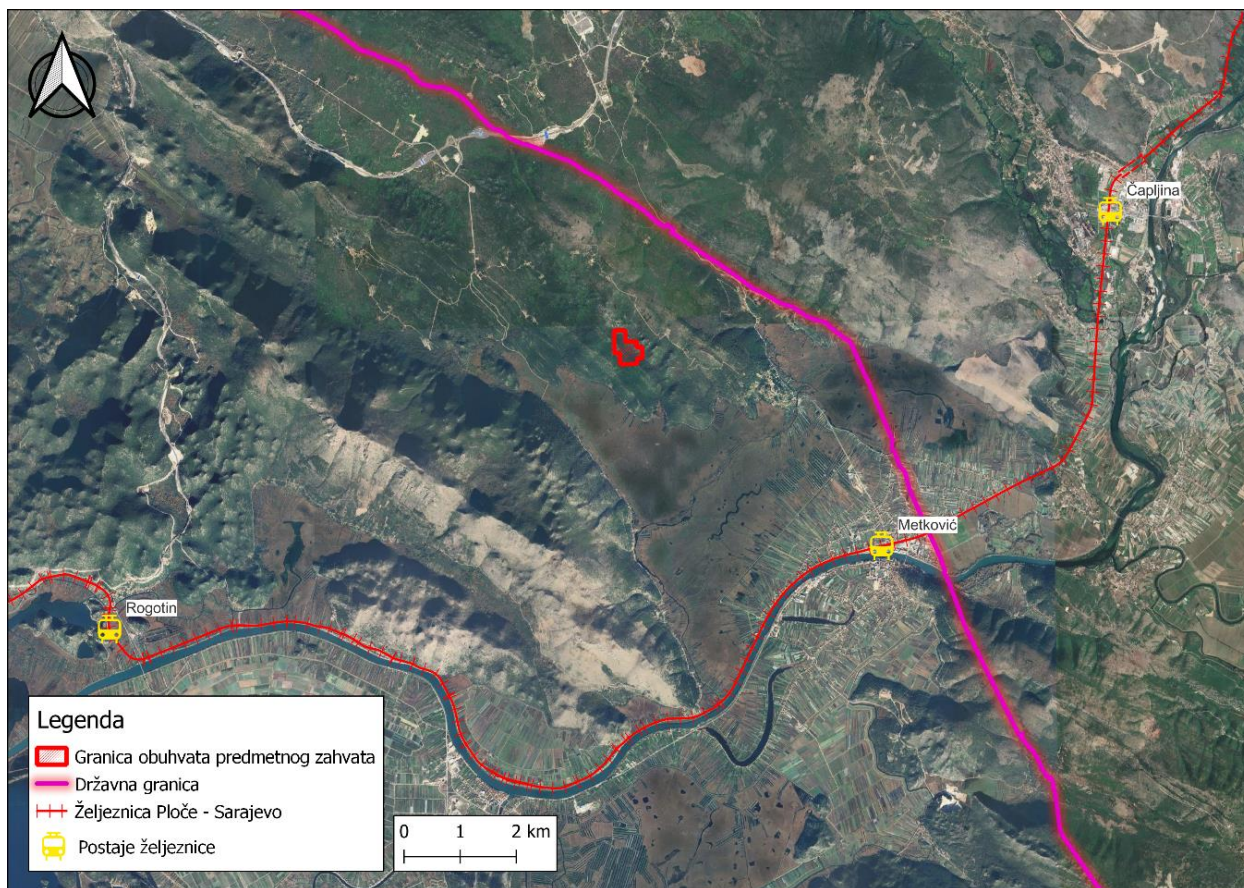 Čapljina
Metković
Rogotin
Legenda
Granica obuhvata predmetnog zahvata
Državna granica
Željeznica Ploče - Sarajevo
Postaje željeznice
0 1 2 km